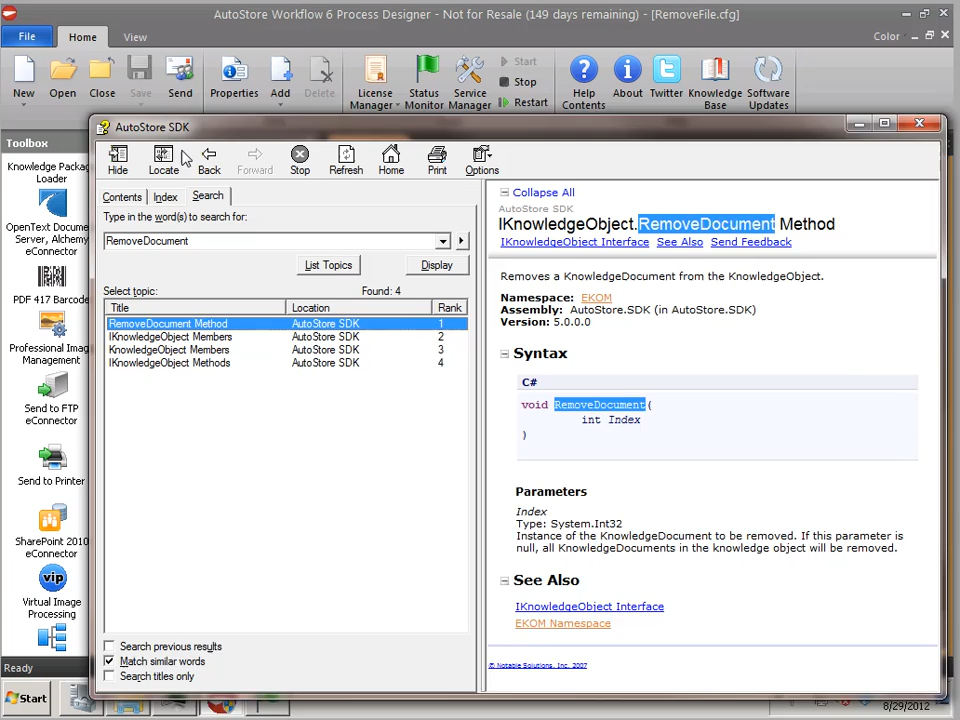 AutoStore Workflow 6 Process Designer - Not for Resale (149 days remaining) - [RemoveFile.cfg]
File
Home
View
Color
New
Open
Close
Save
Send
Properties
Add
Delete
License
Manager
Status
Monitor
Service
Manager
Start
Stop
Restart
Help
Contents
About
Twitter
Knowledge
Base
Software
Updates
Toolbox
Knowledge Package
Loader
OpenText Docume
Server, Alchemy
eConnector
PDF 417 Barcode
Professional Imag
Management
Send to FTP
eConnector
Send to Printer
SharePoint 2010
eConnector
vip
Virtual Image
Processing
Ready
AutoStore SDK
Hide
Locate
Back
Forward
Stop
Refresh
Home
Print
Options
Contents
Index
Search
Type in the word(s) to search for:
RemoveDocument
List Topics
Display
Select topic:
Found: 4
Title
Location
Rank
RemoveDocument Method AutoStore SDK 1
IKnowledgeObject Members AutoStore SDK 2
KnowledgeObject Members AutoStore SDK 3
IKnowledgeObject Methods AutoStore SDK 4
Search previous results
Match similar words
Search titles only
Collapse All
AutoStore SDK
IKnowledgeObject.RemoveDocument Method
IKnowledgeObject Interface See Also Send Feedback
Removes a KnowledgeDocument from the KnowledgeObject.
Namespace: EKOM
Assembly: AutoStore.SDK (in AutoStore.SDK)
Version: 5.0.0.0
Syntax
C#
void RemoveDocument(
int Index
)
Parameters
Index
Type: System.Int32
Instance of the KnowledgeDocument to be removed. If this parameter is
null, all KnowledgeDocuments in the knowledge object will be removed.
See Also
IKnowledgeObject Interface
EKOM Namespace
© Notable Solutions, Inc. 2007
Start
8/29/2012